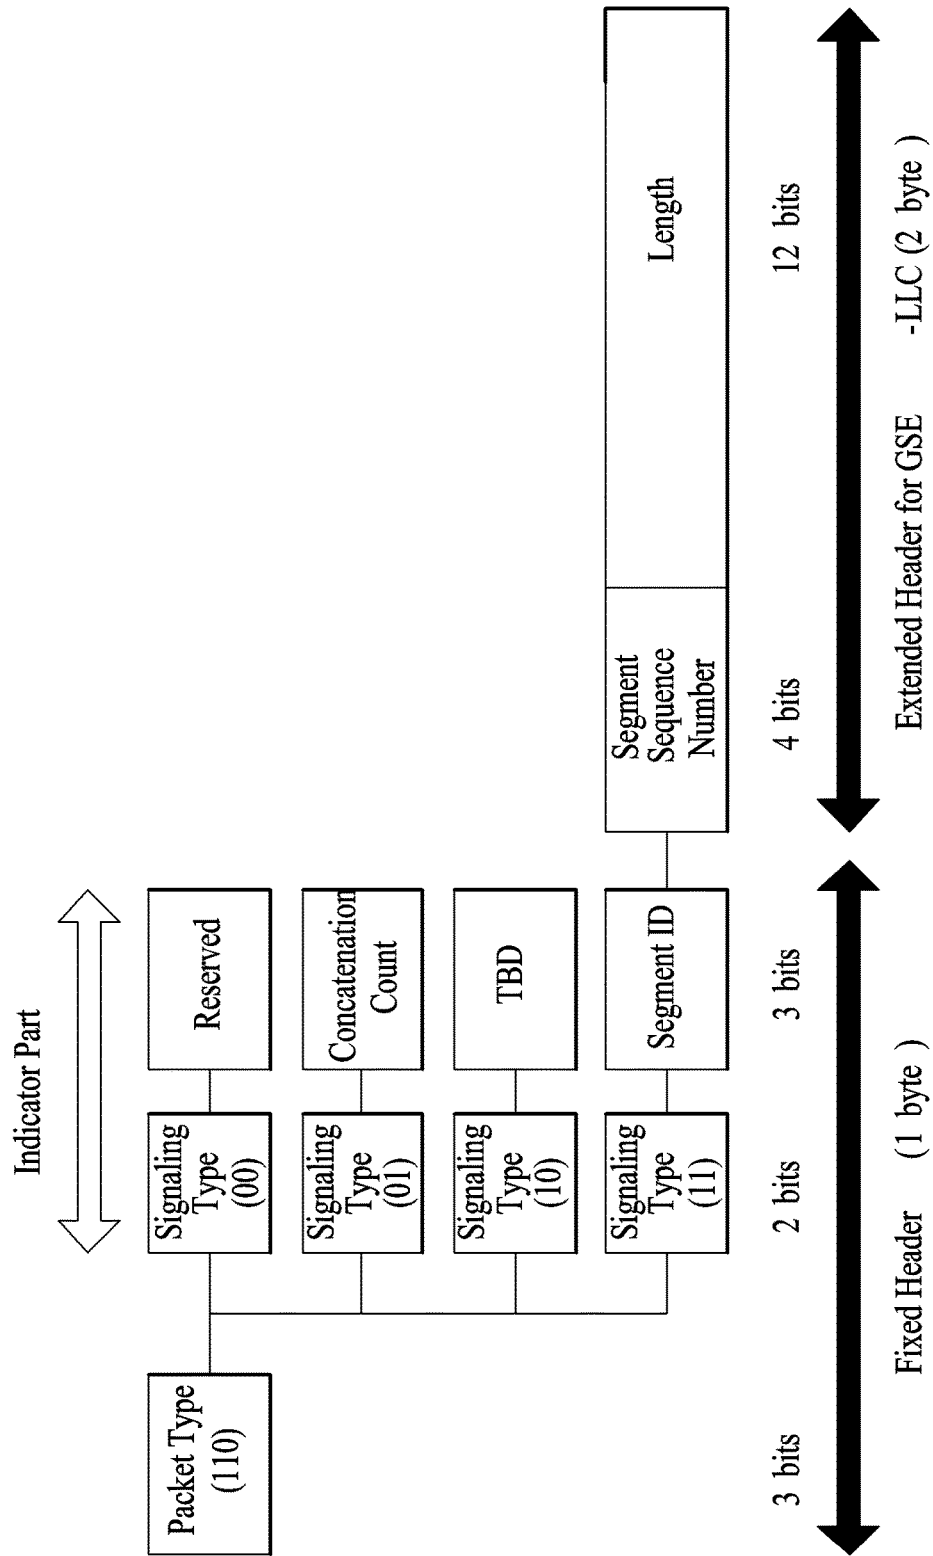 Indicator Part
Packet Type
(110)
Signaling
Type
(00)
Reserved
Signaling
Type
(01)
Concatenation
Count
Signaling
Type
(10)
TBD
Signaling
Type
(11)
Segment ID
Segment
Sequence
Number
Length
3 bits
2 bits
3 bits
4 bits
12 bits
Fixed Header (1 byte )
Extended Header for GSE -LLC (2 byte )